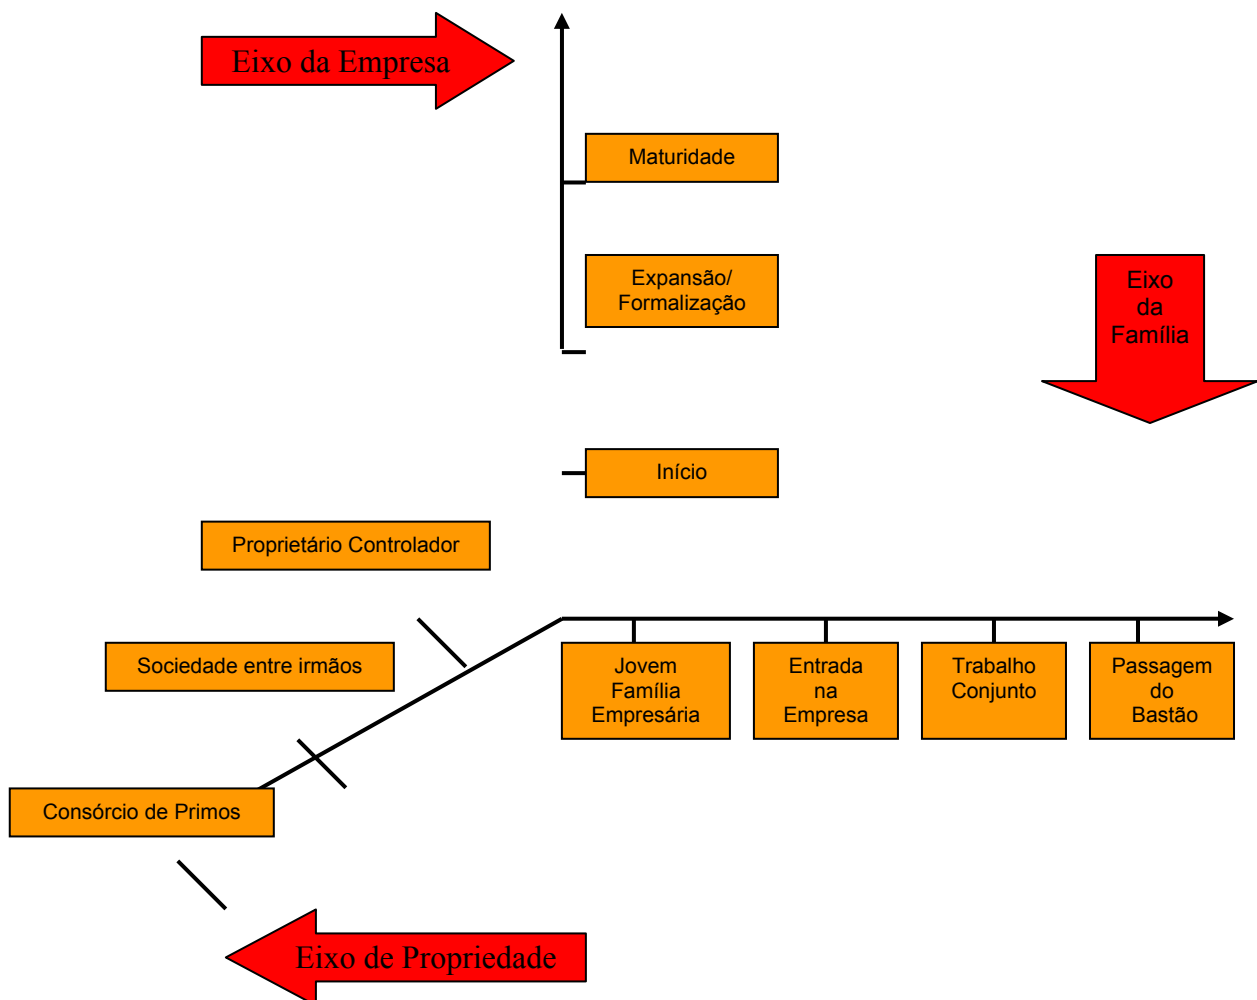 Eixo da Empresa
Maturidade
Expansão/
Formalização
Eixo
da
Família
Início
Proprietário Controlador
Sociedade entre irmãos
Jovem
Família
Empresária
Entrada
na
Empresa
Trabalho
Conjunto
Passagem
do
Bastão
Consórcio de Primos
Eixo de Propriedade